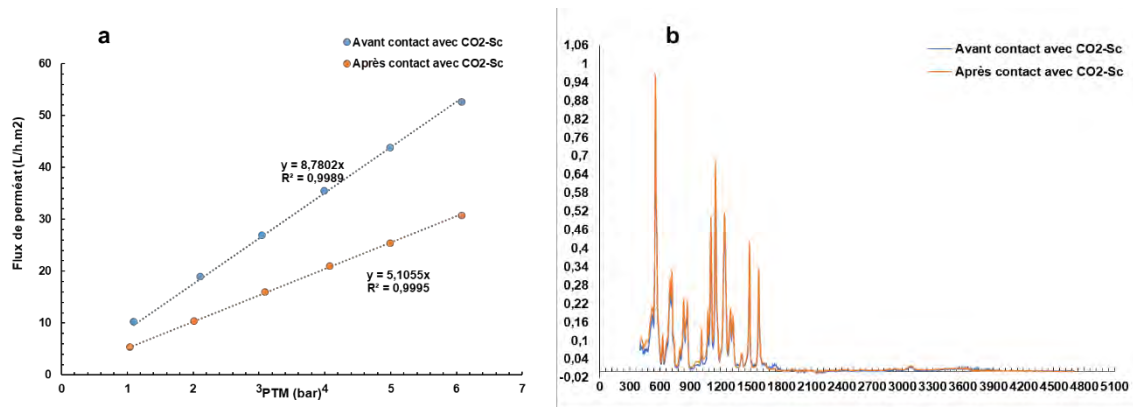 a
Avant contact avec CO2-Sc
Après contact avec CO2-Sc
Flux de perméat (L/h.m2)
60
50
40
30
20
10
0
y = 8,7802x
R² = 0,9989
y = 5,1055x
R² = 0,9995
0 1 2 3 4 5 6 7
PTM (bar)
b
Avant contact avec CO2-Sc
Après contact avec CO2-Sc
1,06
1
0,94
0,88
0,82
0,76
0,7
0,64
0,58
0,52
0,46
0,4
0,34
0,28
0,22
0,16
0,1
0,04
-0,02
0 300 600 900 1200 1500 1800 2100 2400 2700 3000 3300 3600 3900 4200 4500 4800 5100